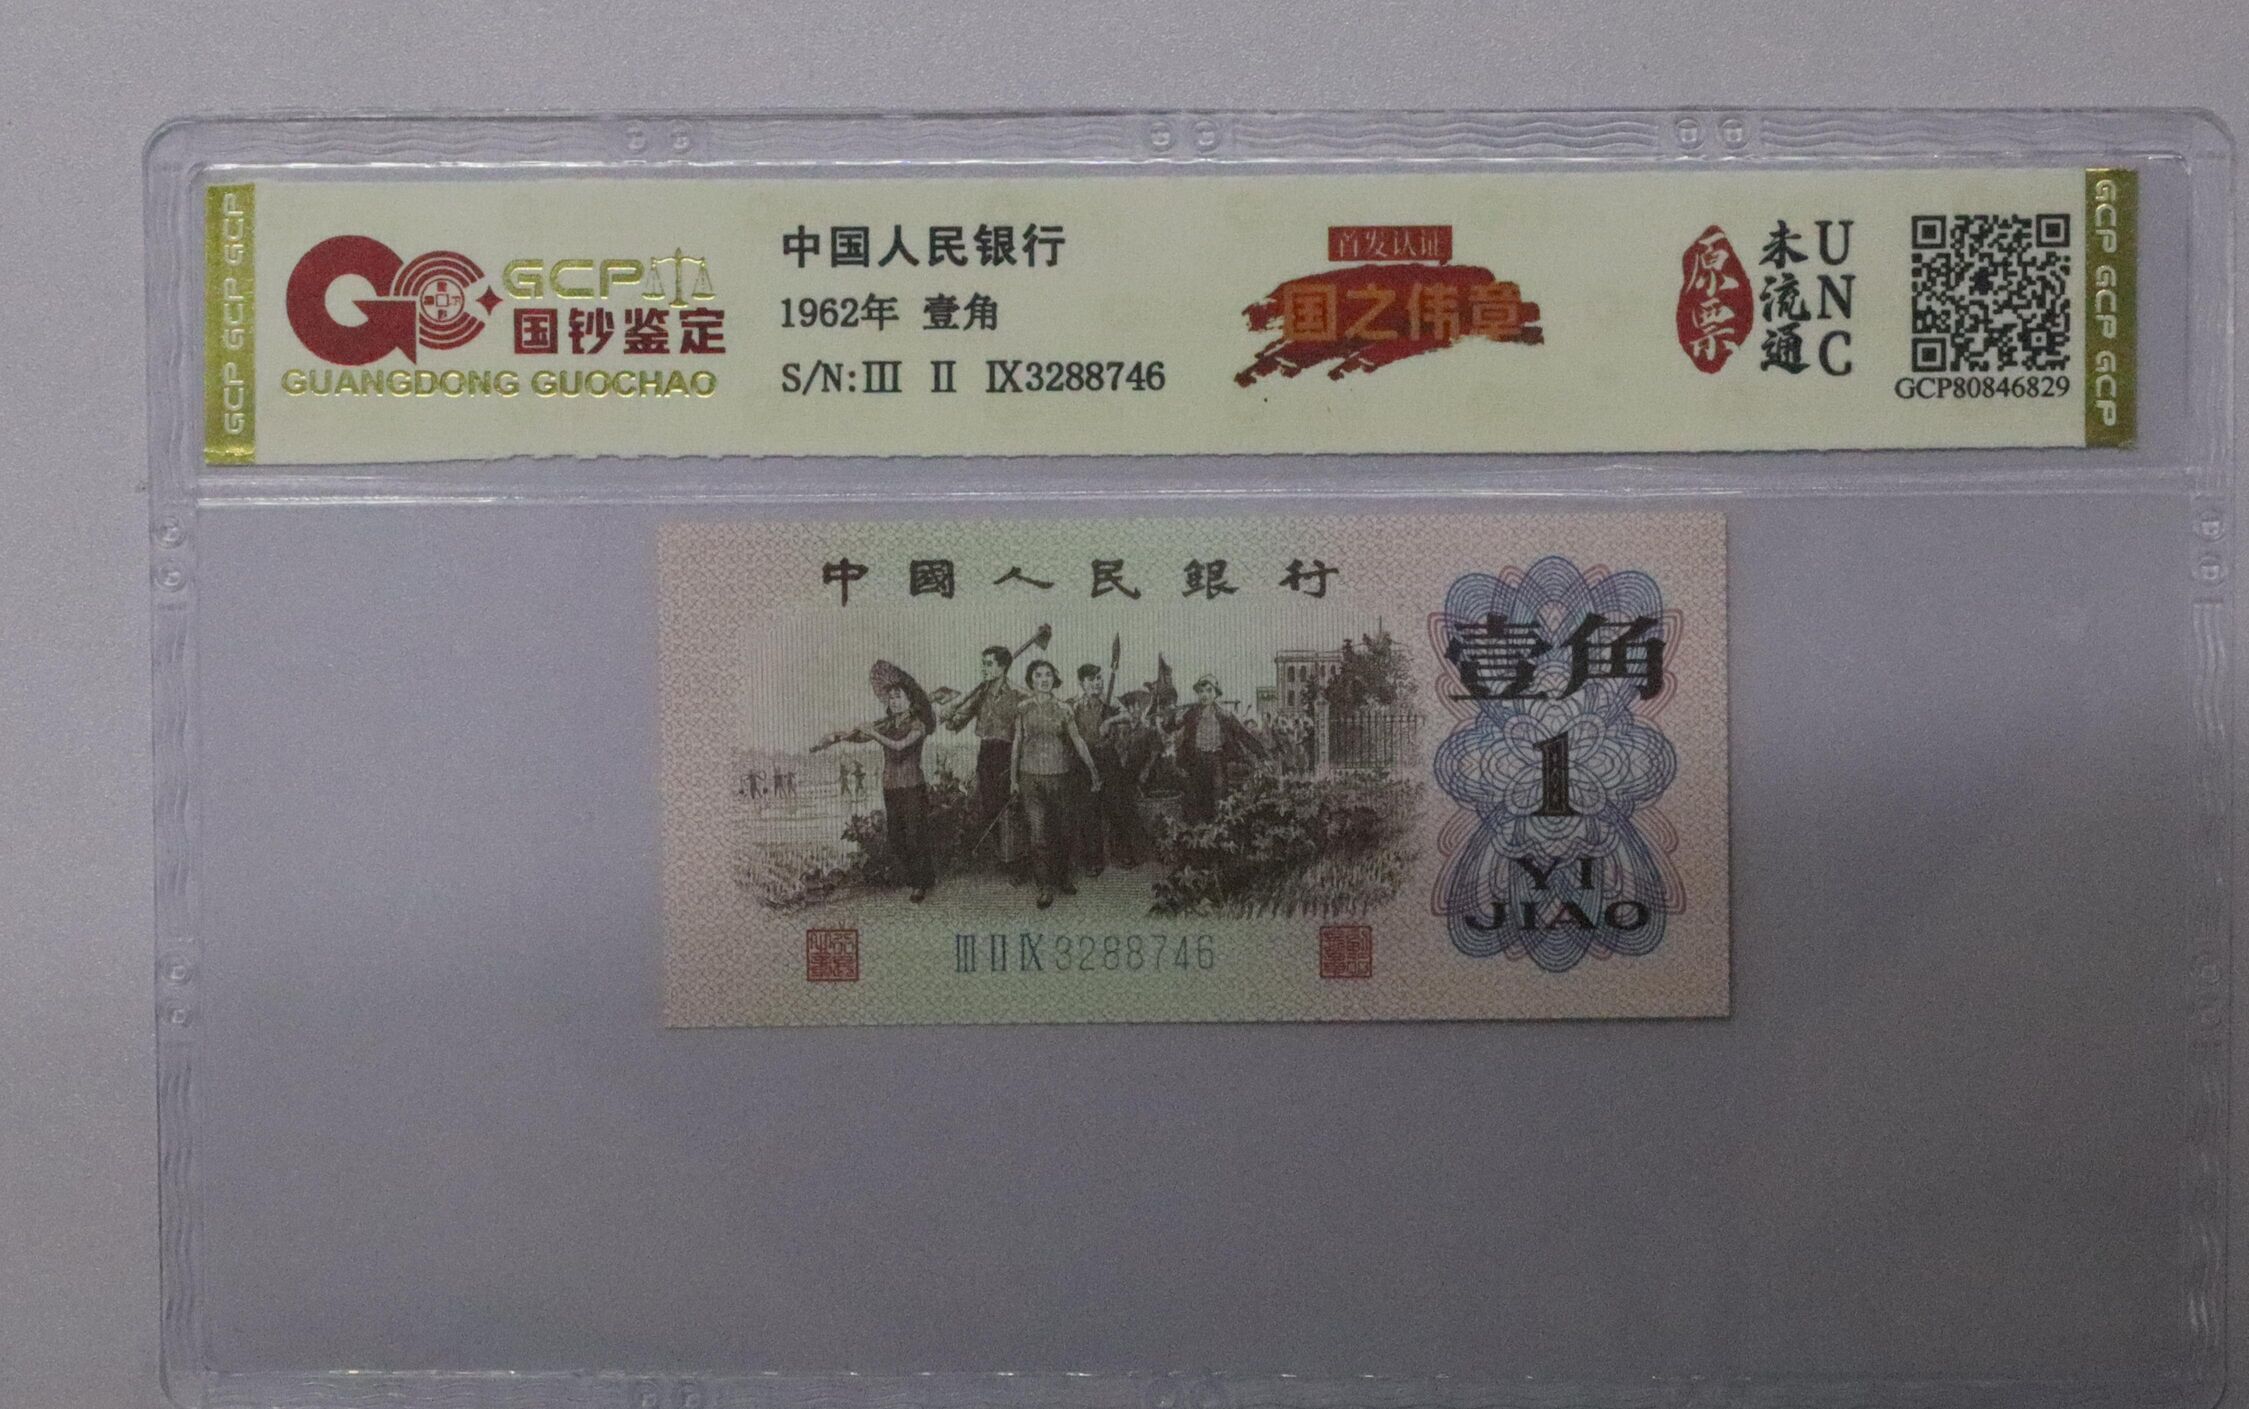 GCP GCP GCP
GCP
国钞鉴定
GUANGDONG GUOCHAO
中国人民银行
1962年 壹角
S/N:Ⅲ Ⅱ Ⅸ3288746
首发认证
国之伟章
原票
未流通
UNC
GCP80846829
GCP GCP GCP
中國人民銀行
壹角
1
YI
JIAO
ⅢⅡⅨ3288746